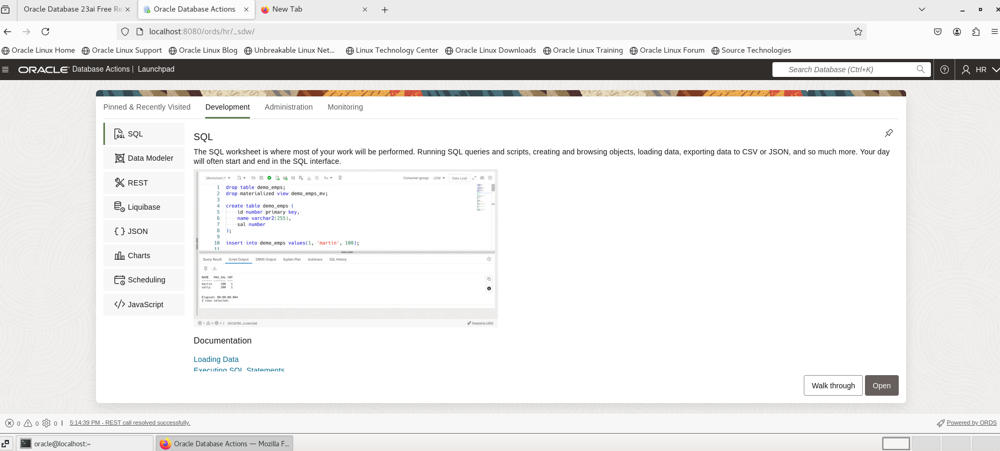 Oracle Database 23ai Free Re
Oracle Database Actions
New Tab
localhost:8080/ords/hr/_sdw/
Oracle Linux Home
Oracle Linux Support
Oracle Linux Blog
Unbreakable Linux Net...
Linux Technology Center
Oracle Linux Downloads
Oracle Linux Training
Oracle Linux Forum
Source Technologies
ORACLE Database Actions | Launchpad
Search Database (Ctrl+K)
HR
Pinned & Recently Visited
Development
Administration
Monitoring
SQL
Data Modeler
REST
Liquibase
JSON
Charts
Scheduling
JavaScript
SQL
The SQL worksheet is where most of your work will be performed. Running SQL queries and scripts, creating and browsing objects, loading data, exporting data to CSV or JSON, and so much more. Your day
will often start and end in the SQL interface.
[Worksheet ]*
Aa
Consumer group: LOW
Data Load
1 drop table demo_emps;
2 drop materialized view demo_emps_mv;
3
4 create table demo_emps (
5 id number primary key,
6 name varchar2(255),
7 sal number
8 );
9
10 insert into demo_emps values(1, 'martin', 100);
11
Query Result
Script Output
DBMS Output
Explain Plan
Autotrace
SQL History
NAME MAX_SAL CNT
------ ------- ---
martin 100 1
sally 200 1
Elapsed: 00:00:00.004
2 rows selected.
1 0 0 | 6:07:38 PM - 2 rows total
Powered by ORDS
Documentation
Loading Data
Executing SQL Statements
Walk through
Open
0 0 0 | 5:14:39 PM - REST call resolved successfully.
Powered by ORDS
oracle@localhost:~
Oracle Database Actions — Mozilla F...